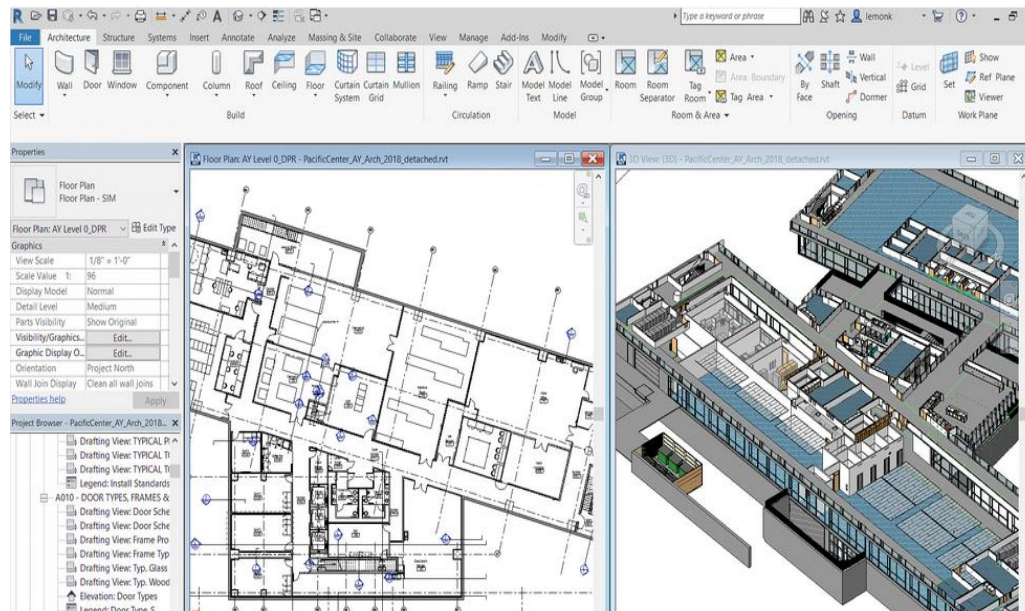 Type a keyword or phrase
lemonk
File Architecture Structure Systems Insert Annotate Analyze Massing & Site Collaborate View Manage Add-Ins Modify
Modify Wall Door Window Component Column Roof Ceiling Floor Curtain System Curtain Grid Mullion Railing Ramp Stair Model Text Model Line Model Group Room Room Separator Tag Room
Area
Area Boundary
Tag Area
By Face Shaft
Wall
Vertical
Dormer
Level
Grid
Set
Show
Ref Plane
Viewer
Select Build Circulation Model Room & Area Opening Datum Work Plane
Properties X
Floor Plan
Floor Plan - SIM
Floor Plan: AY Level 0_DPR Edit Type
Graphics
View Scale 1/8" = 1'-0"
Scale Value 1: 96
Display Model Normal
Detail Level Medium
Parts Visibility Show Original
Visibility/Graphics... Edit...
Graphic Display O... Edit...
Orientation Project North
Wall Join Display Clean all wall joins
Properties help Apply
Project Browser - PacificCenter_AY_Arch_2018... X
Drafting View: TYPICAL P
Drafting View: TYPICAL T
Drafting View: TYPICAL T
Legend: Install Standards
A010 - DOOR TYPES, FRAMES &
Drafting View: Door Sche
Drafting View: Door Sche
Drafting View: Frame Pro
Drafting View: Frame Typ
Drafting View: Typ. Glass
Drafting View: Typ. Wood
Elevation: Door Types
Legend: Door Type S
Floor Plan: AY Level 0_DPR - PacificCenter_AY_Arch_2018_detached.rvt
3D View: {3D} - PacificCenter_AY_Arch_2018_detached.rvt